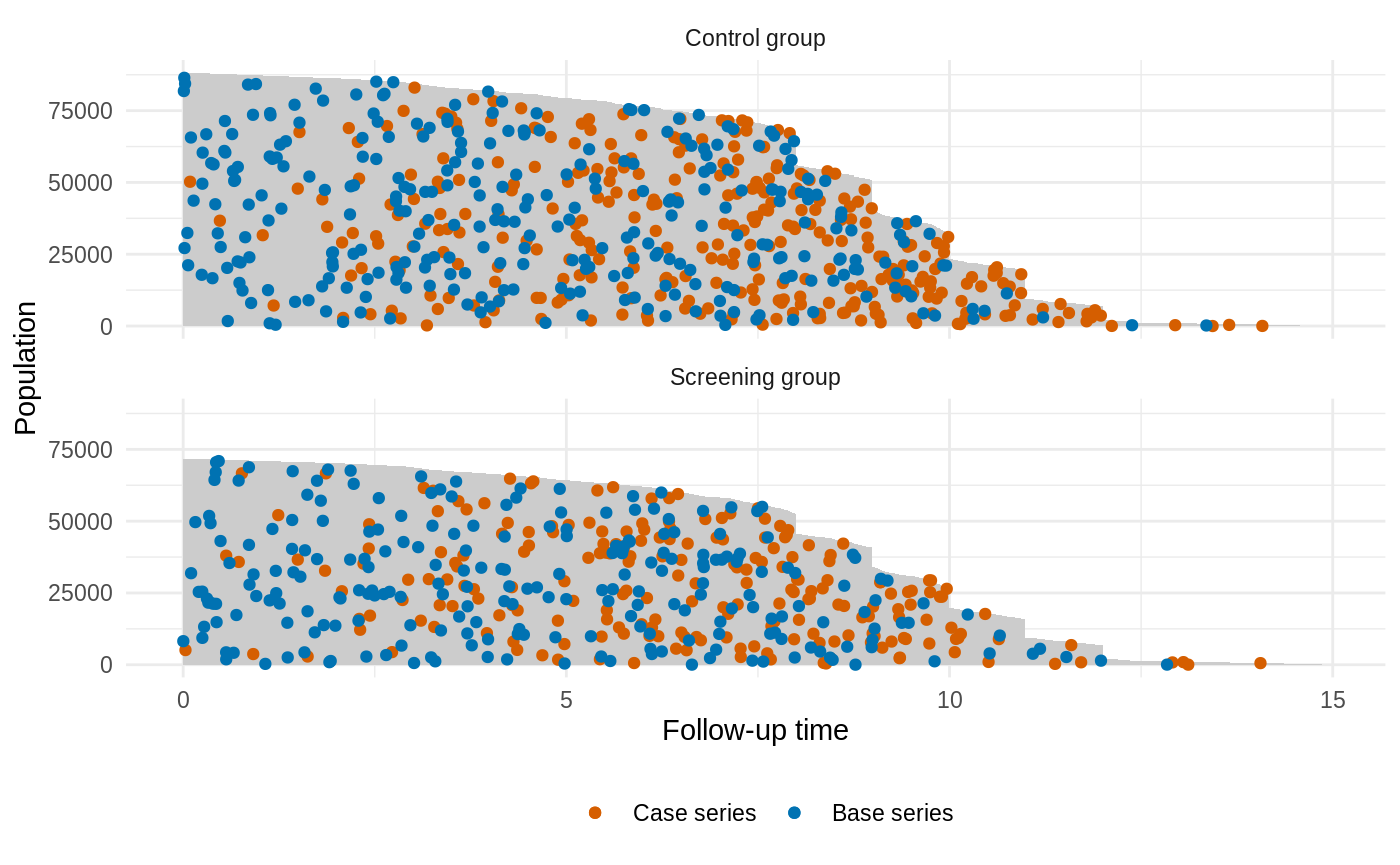 Control group
75000
50000
25000
0
Population
Screening group
75000
50000
25000
0
0 5 10 15
Follow-up time
Case series Base series